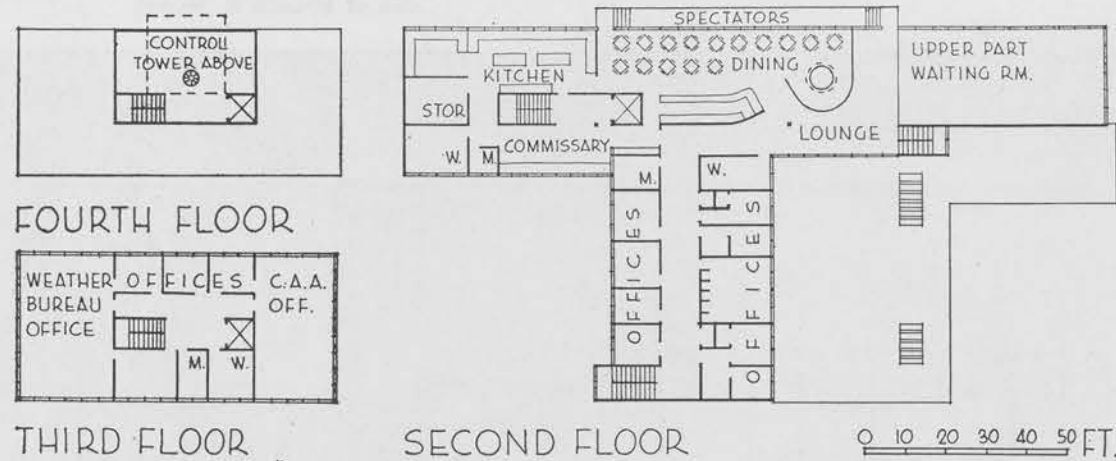 CONTROLL
TOWER ABOVE
FOURTH FLOOR
WEATHER
BUREAU
OFFICE
OFFICES
C.A.A.
OFF.
M.
W.
THIRD FLOOR
SPECTATORS
KITCHEN
DINING
UPPER PART
WAITING RM.
STOR
COMMISSARY
LOUNGE
W.
M.
M.
W.
OFFICES
OFFICES
SECOND FLOOR
0 10 20 30 40 50 FT.